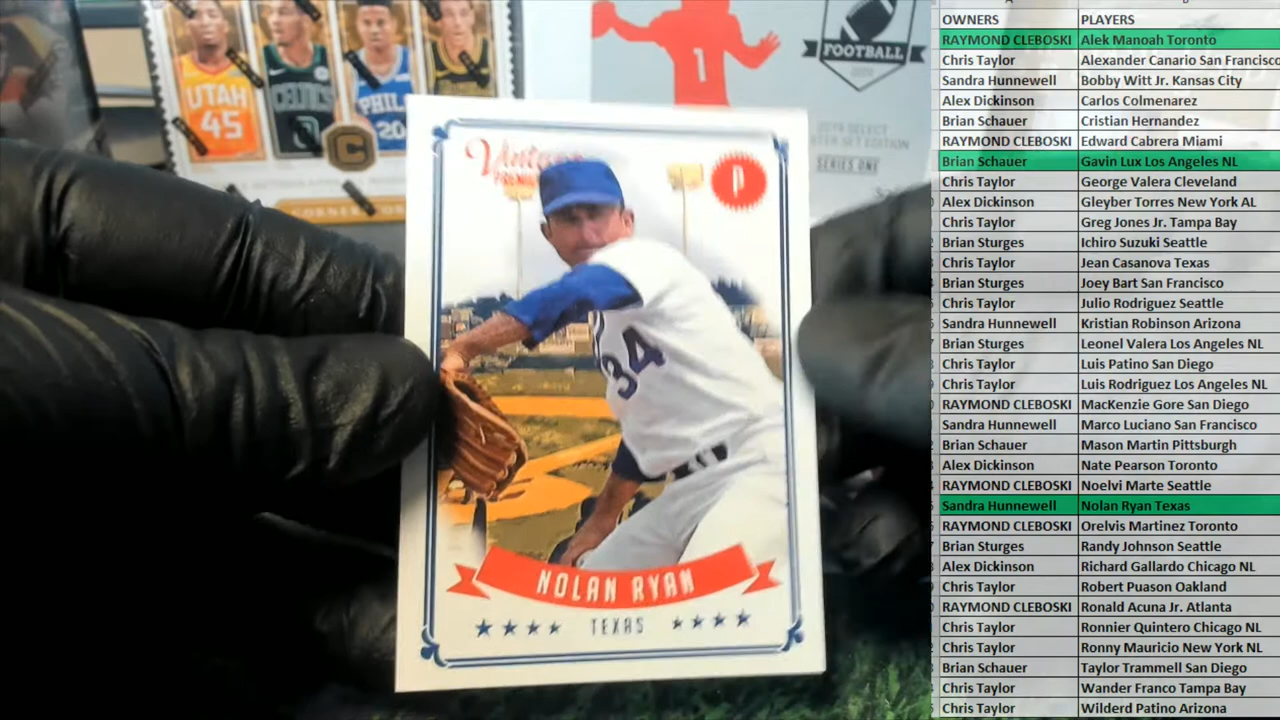 UTAH
45
CELTICS
PHIL
20
C
1
FOOTBALL
SERIES ONE
Vintage
P
34
NOLAN RYAN
TEXAS
OWNERS PLAYERS
RAYMOND CLEBOSKI Alek Manoah Toronto
Chris Taylor Alexander Canario San Francisco
Sandra Hunnewell Bobby Witt Jr. Kansas City
Alex Dickinson Carlos Colmenarez
Brian Schauer Cristian Hernandez
RAYMOND CLEBOSKI Edward Cabrera Miami
Brian Schauer Gavin Lux Los Angeles NL
Chris Taylor George Valera Cleveland
Alex Dickinson Gleyber Torres New York AL
Chris Taylor Greg Jones Jr. Tampa Bay
Brian Sturges Ichiro Suzuki Seattle
Chris Taylor Jean Casanova Texas
Brian Sturges Joey Bart San Francisco
Chris Taylor Julio Rodriguez Seattle
Sandra Hunnewell Kristian Robinson Arizona
Brian Sturges Leonel Valera Los Angeles NL
Chris Taylor Luis Patino San Diego
Chris Taylor Luis Rodriguez Los Angeles NL
RAYMOND CLEBOSKI MacKenzie Gore San Diego
Sandra Hunnewell Marco Luciano San Francisco
Brian Schauer Mason Martin Pittsburgh
Alex Dickinson Nate Pearson Toronto
RAYMOND CLEBOSKI Noelvi Marte Seattle
Sandra Hunnewell Nolan Ryan Texas
RAYMOND CLEBOSKI Orelvis Martinez Toronto
Brian Sturges Randy Johnson Seattle
Alex Dickinson Richard Gallardo Chicago NL
Chris Taylor Robert Puason Oakland
RAYMOND CLEBOSKI Ronald Acuna Jr. Atlanta
Chris Taylor Ronnier Quintero Chicago NL
Chris Taylor Ronny Mauricio New York NL
Brian Schauer Taylor Trammell San Diego
Chris Taylor Wander Franco Tampa Bay
Chris Taylor Wilderd Patino Arizona